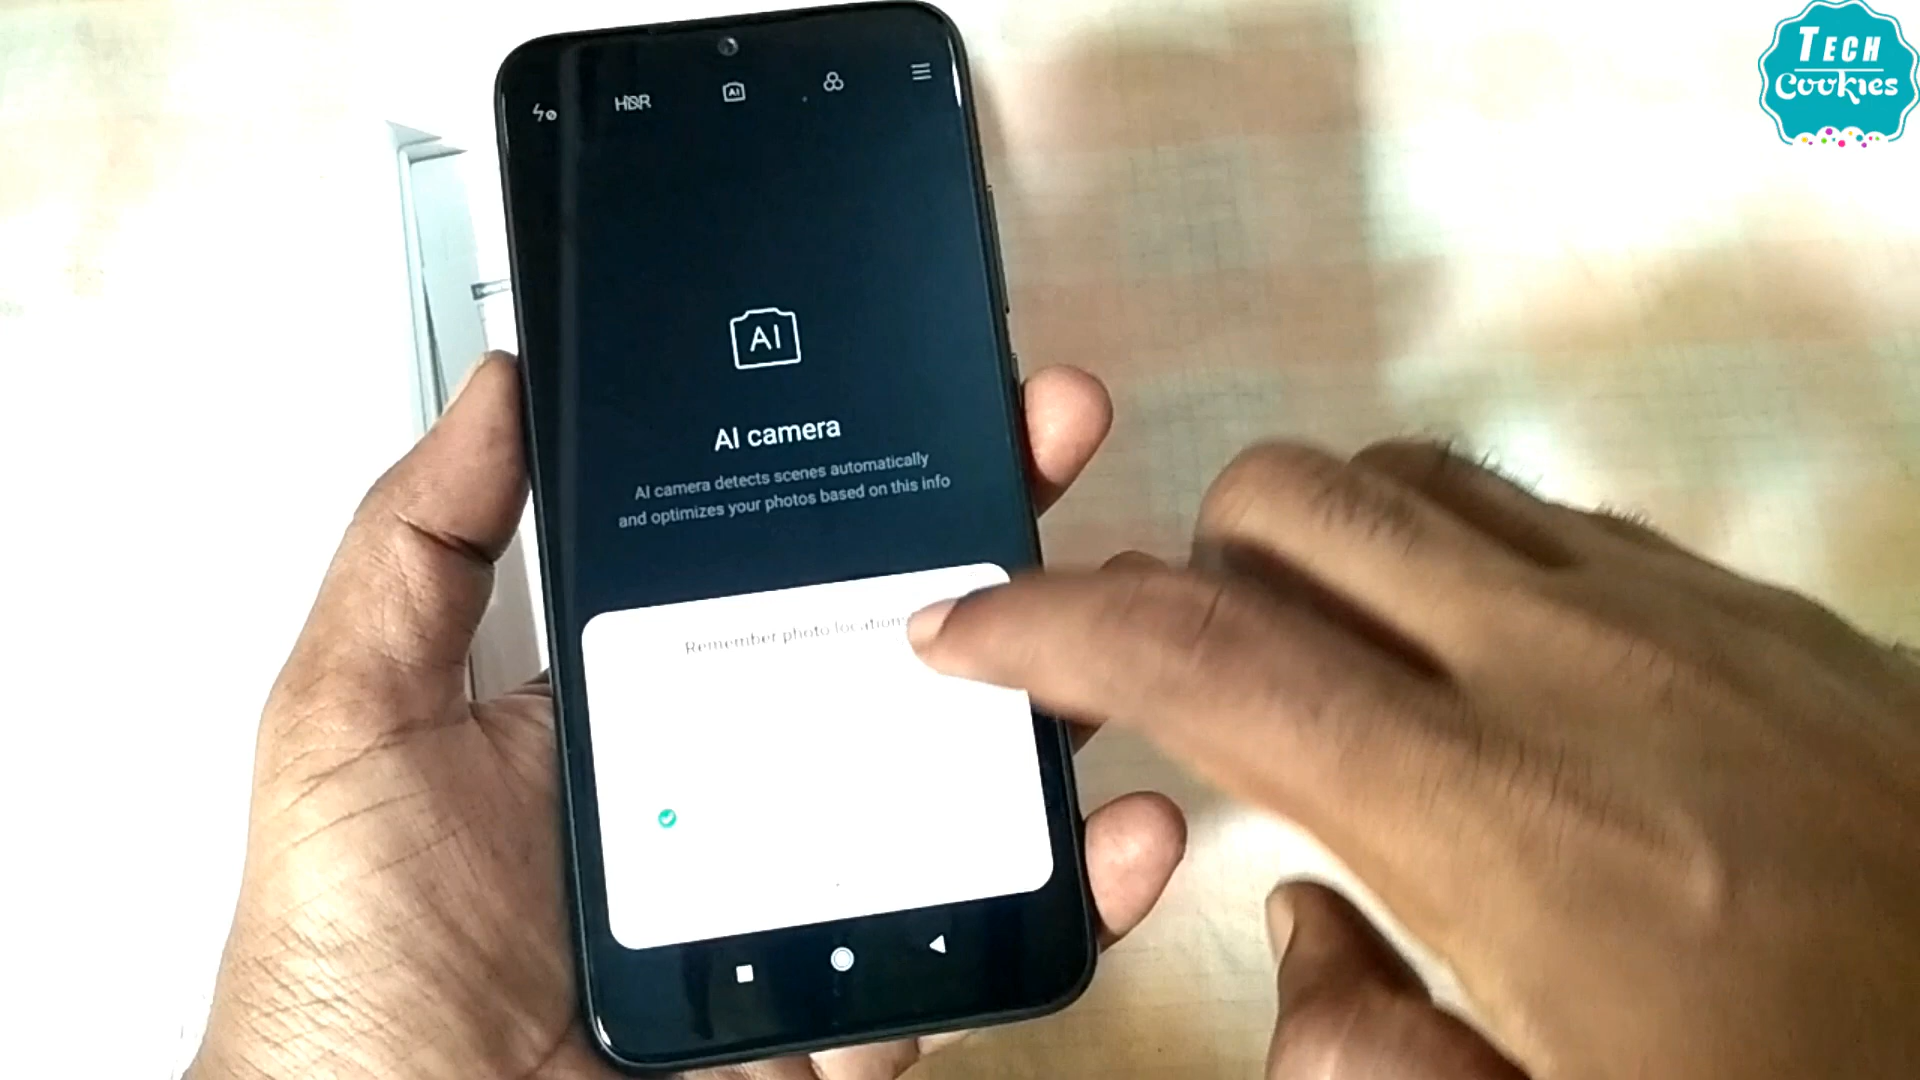 TECH
Cookies
HDR
AI
AI
AI camera
AI camera detects scenes automatically
and optimizes your photos based on this info
Remember photo locations